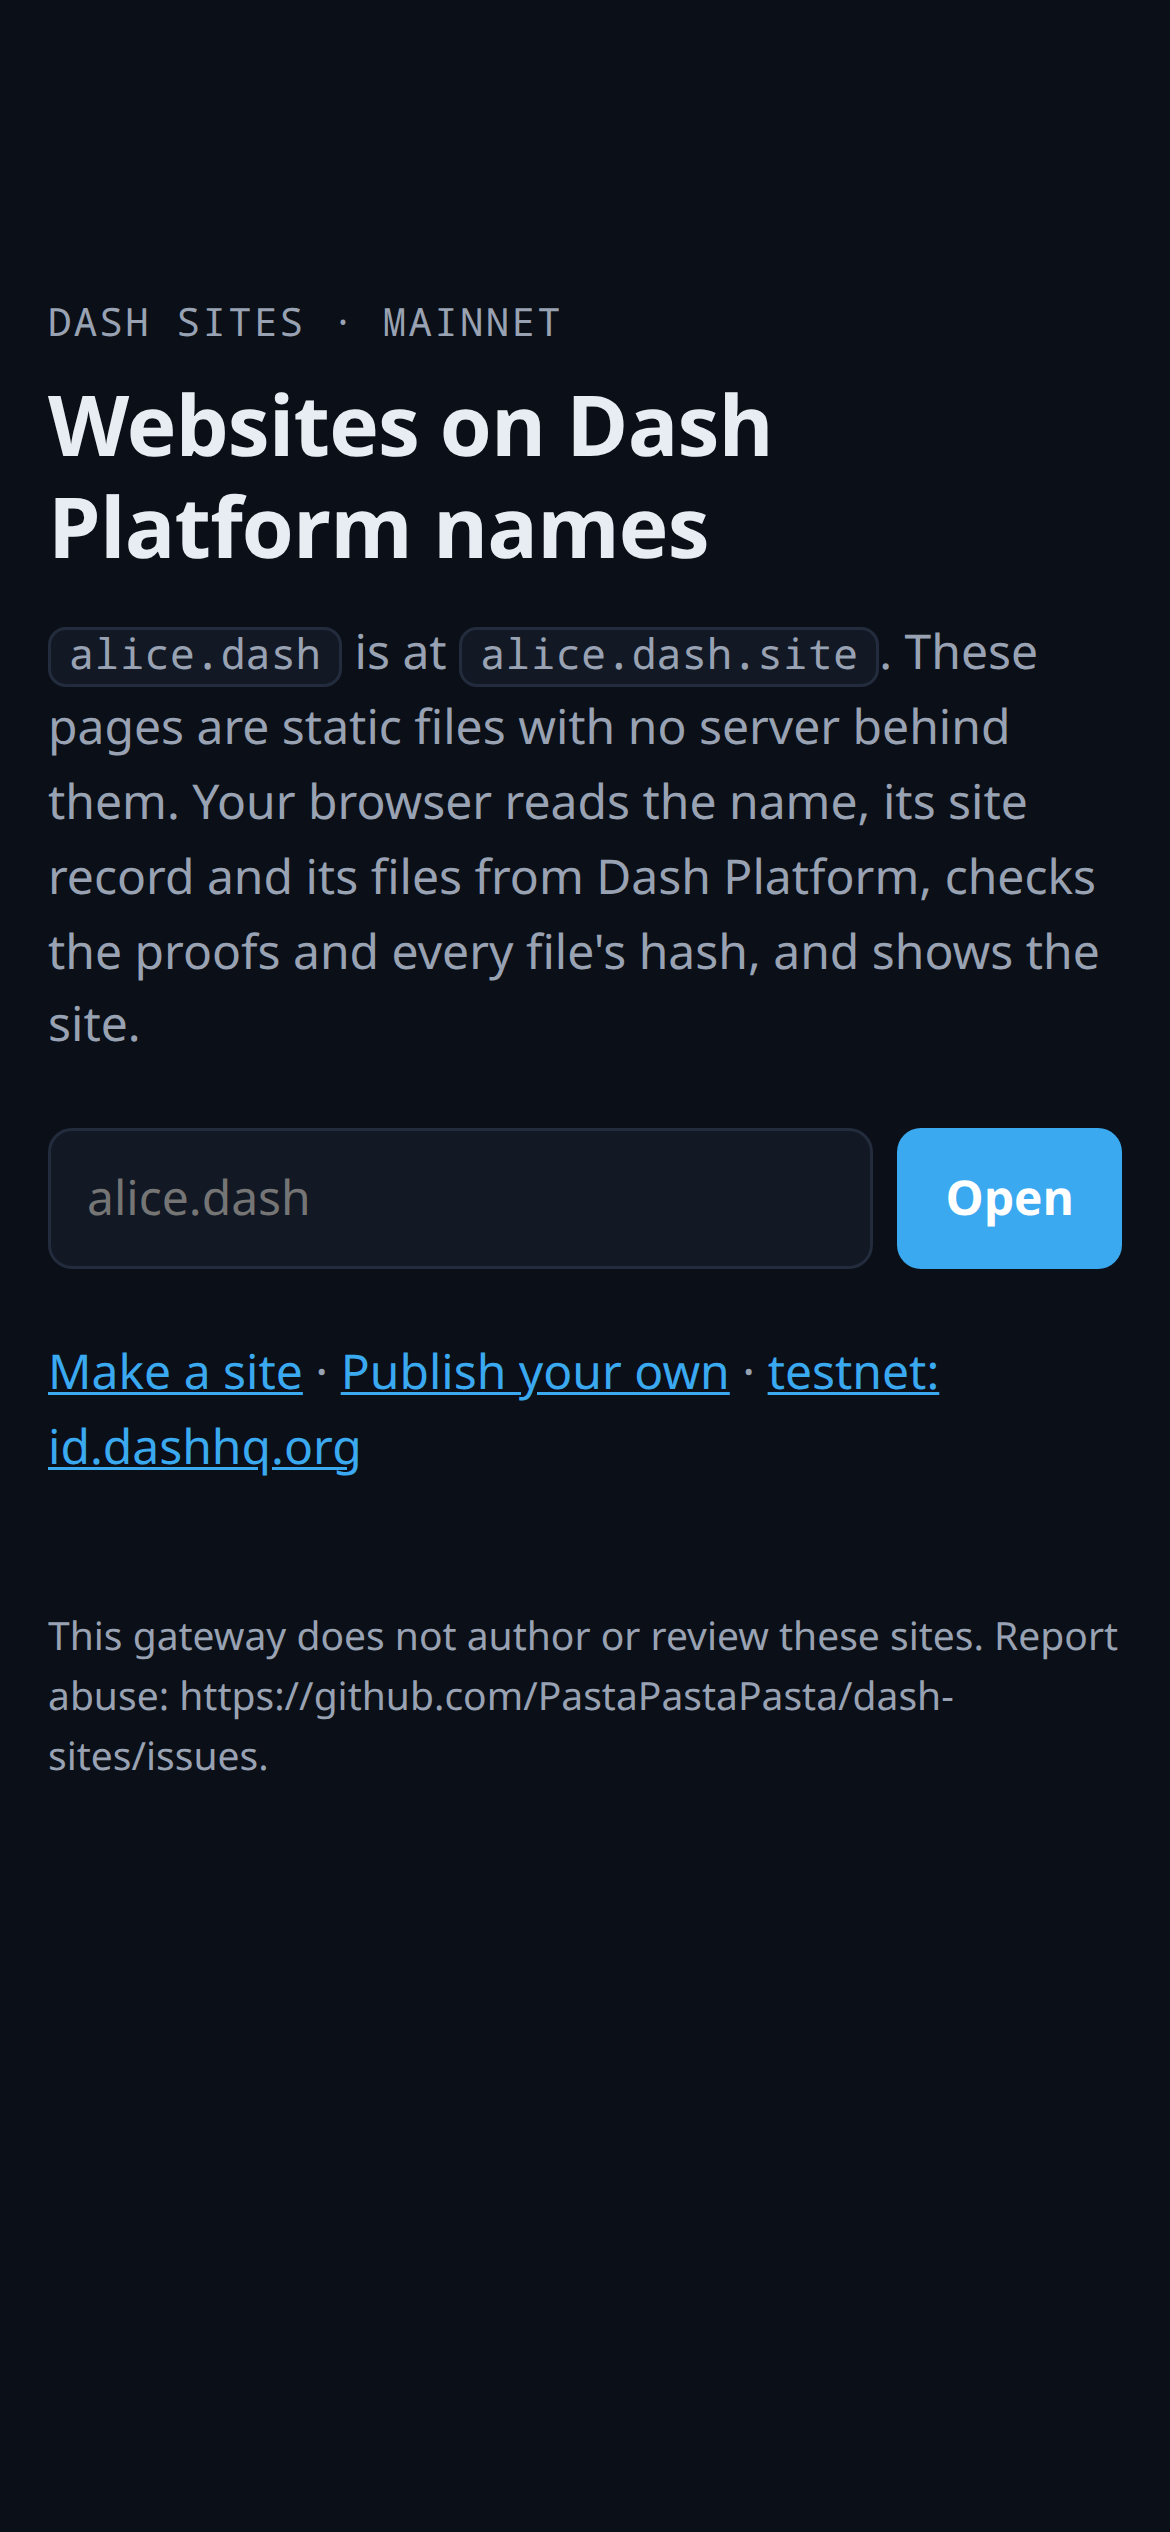 DASH SITES · MAINNET
Websites on Dash
Platform names
alice.dash is at alice.dash.site. These
pages are static files with no server behind
them. Your browser reads the name, its site
record and its files from Dash Platform, checks
the proofs and every file's hash, and shows the
site.
alice.dash
Open
Make a site · Publish your own · testnet:
id.dashhq.org
This gateway does not author or review these sites. Report
abuse: https://github.com/PastaPastaPasta/dash-
sites/issues.